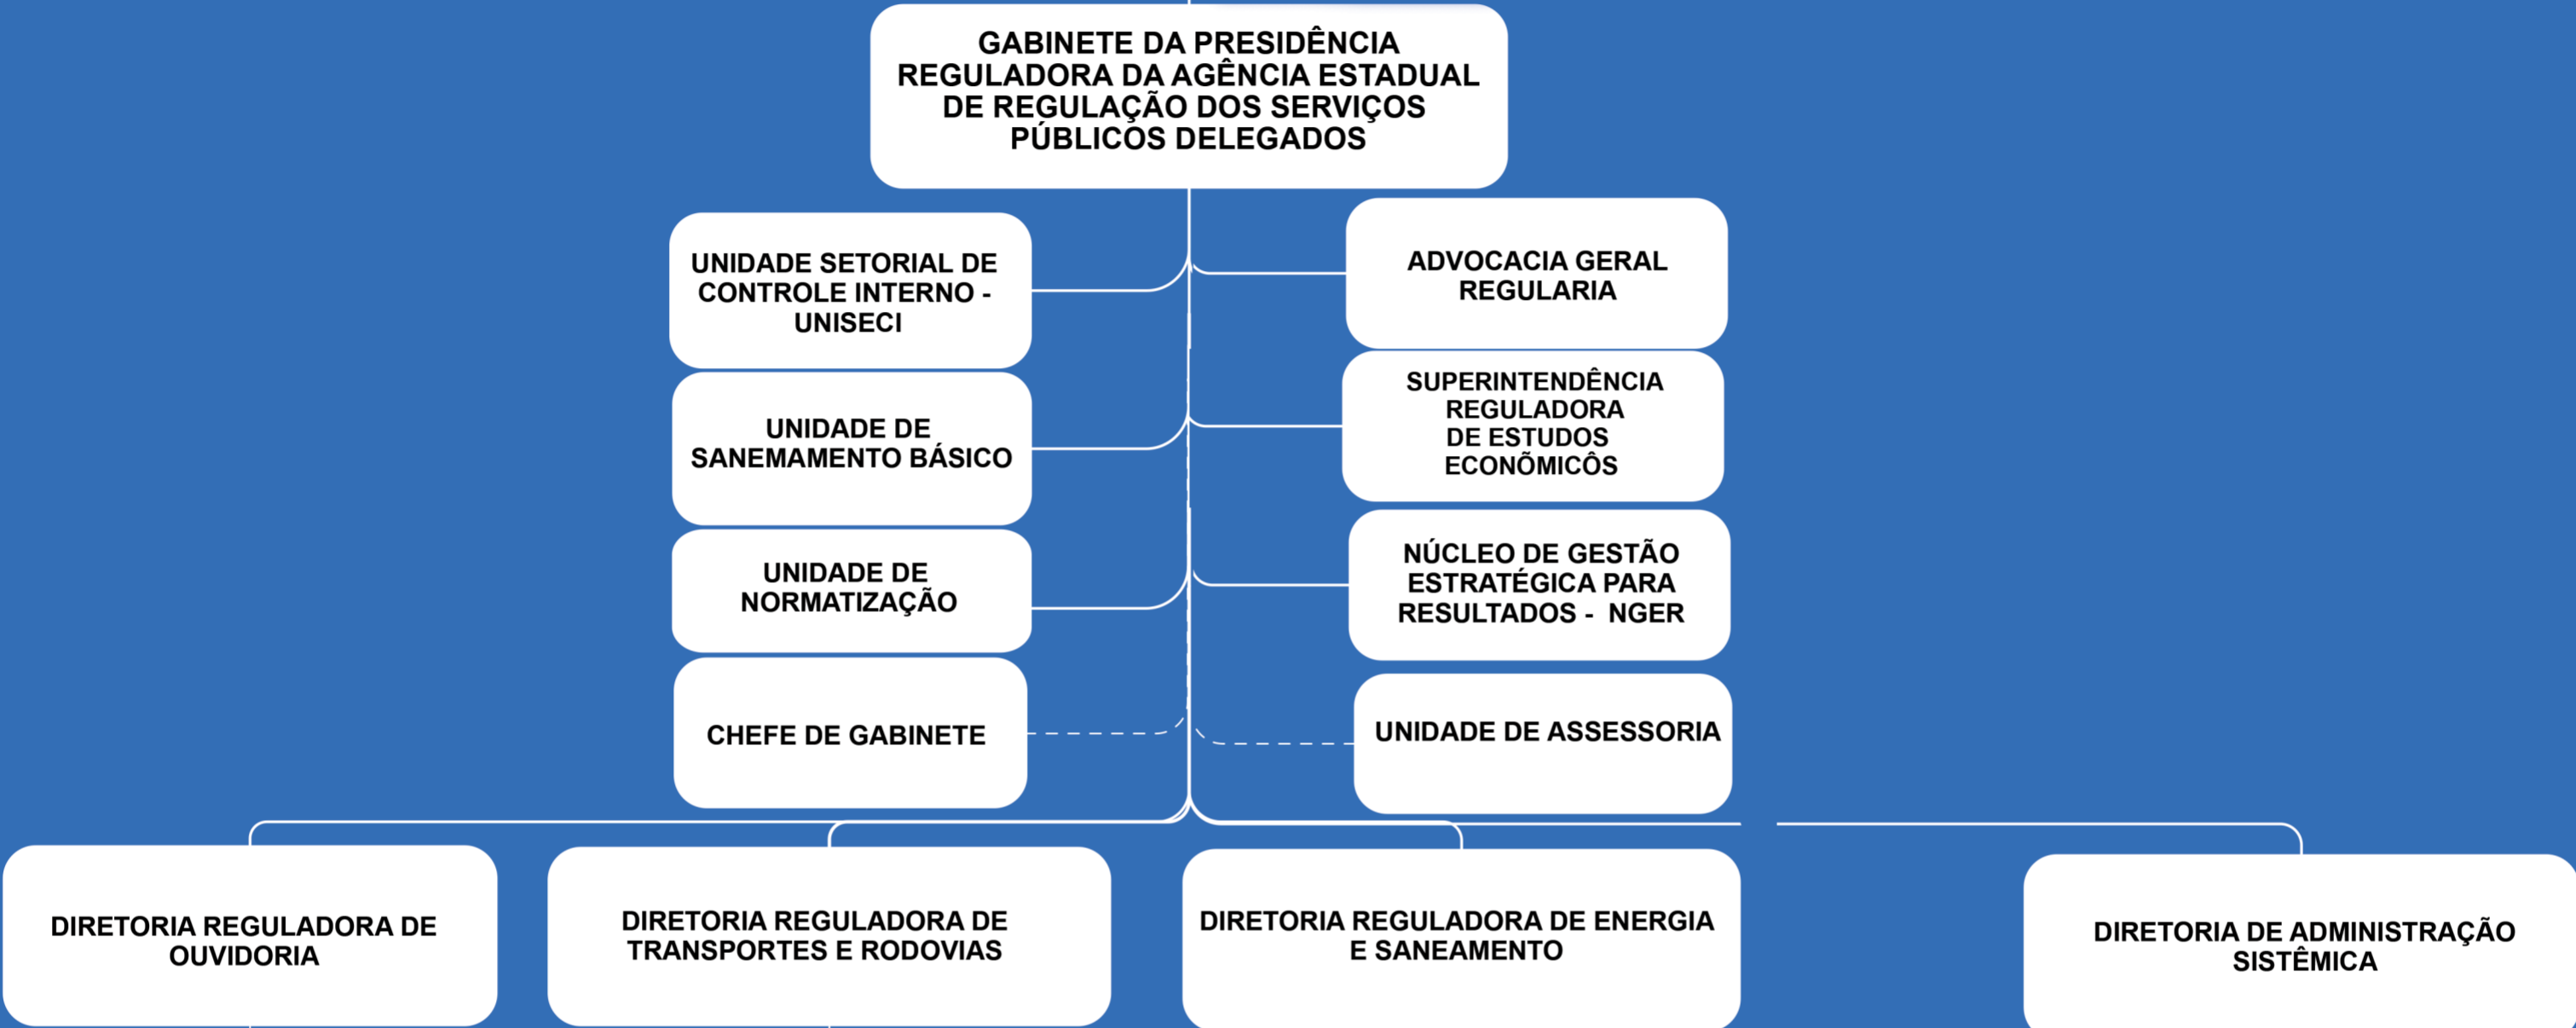 GABINETE DA PRESIDÊNCIA
REGULADORA DA AGÊNCIA ESTADUAL
DE REGULAÇÃO DOS SERVIÇOS
PÚBLICOS DELEGADOS
UNIDADE SETORIAL DE
CONTROLE INTERNO -
UNISECI
ADVOCACIA GERAL
REGULARIA
UNIDADE DE
SANEMAMENTO BÁSICO
SUPERINTENDÊNCIA
REGULADORA
DE ESTUDOS
ECONÕMICÔS
UNIDADE DE
NORMATIZAÇÃO
NÚCLEO DE GESTÃO
ESTRATÉGICA PARA
RESULTADOS -  NGER
CHEFE DE GABINETE
UNIDADE DE ASSESSORIA
DIRETORIA REGULADORA DE
OUVIDORIA
DIRETORIA REGULADORA DE
TRANSPORTES E RODOVIAS
DIRETORIA REGULADORA DE ENERGIA
E SANEAMENTO
DIRETORIA DE ADMINISTRAÇÃO
SISTÊMICA